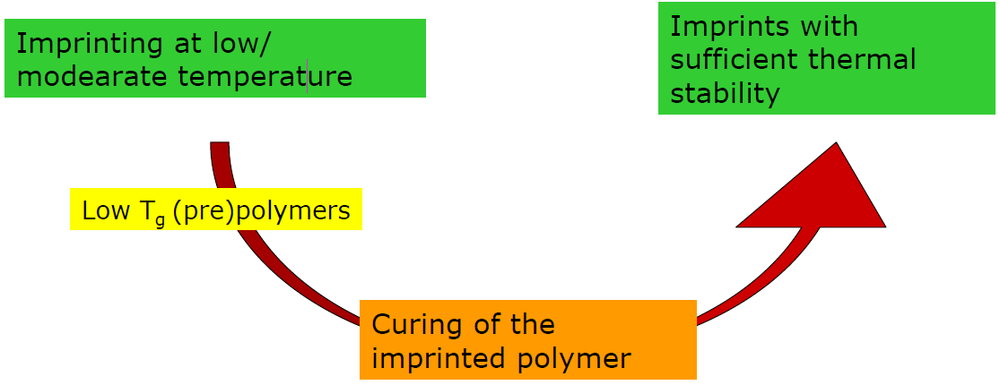 Imprinting at low/
modearate temperature
Imprints with
sufficient thermal
stability
Low Tg (pre)polymers
Curing of the
imprinted polymer